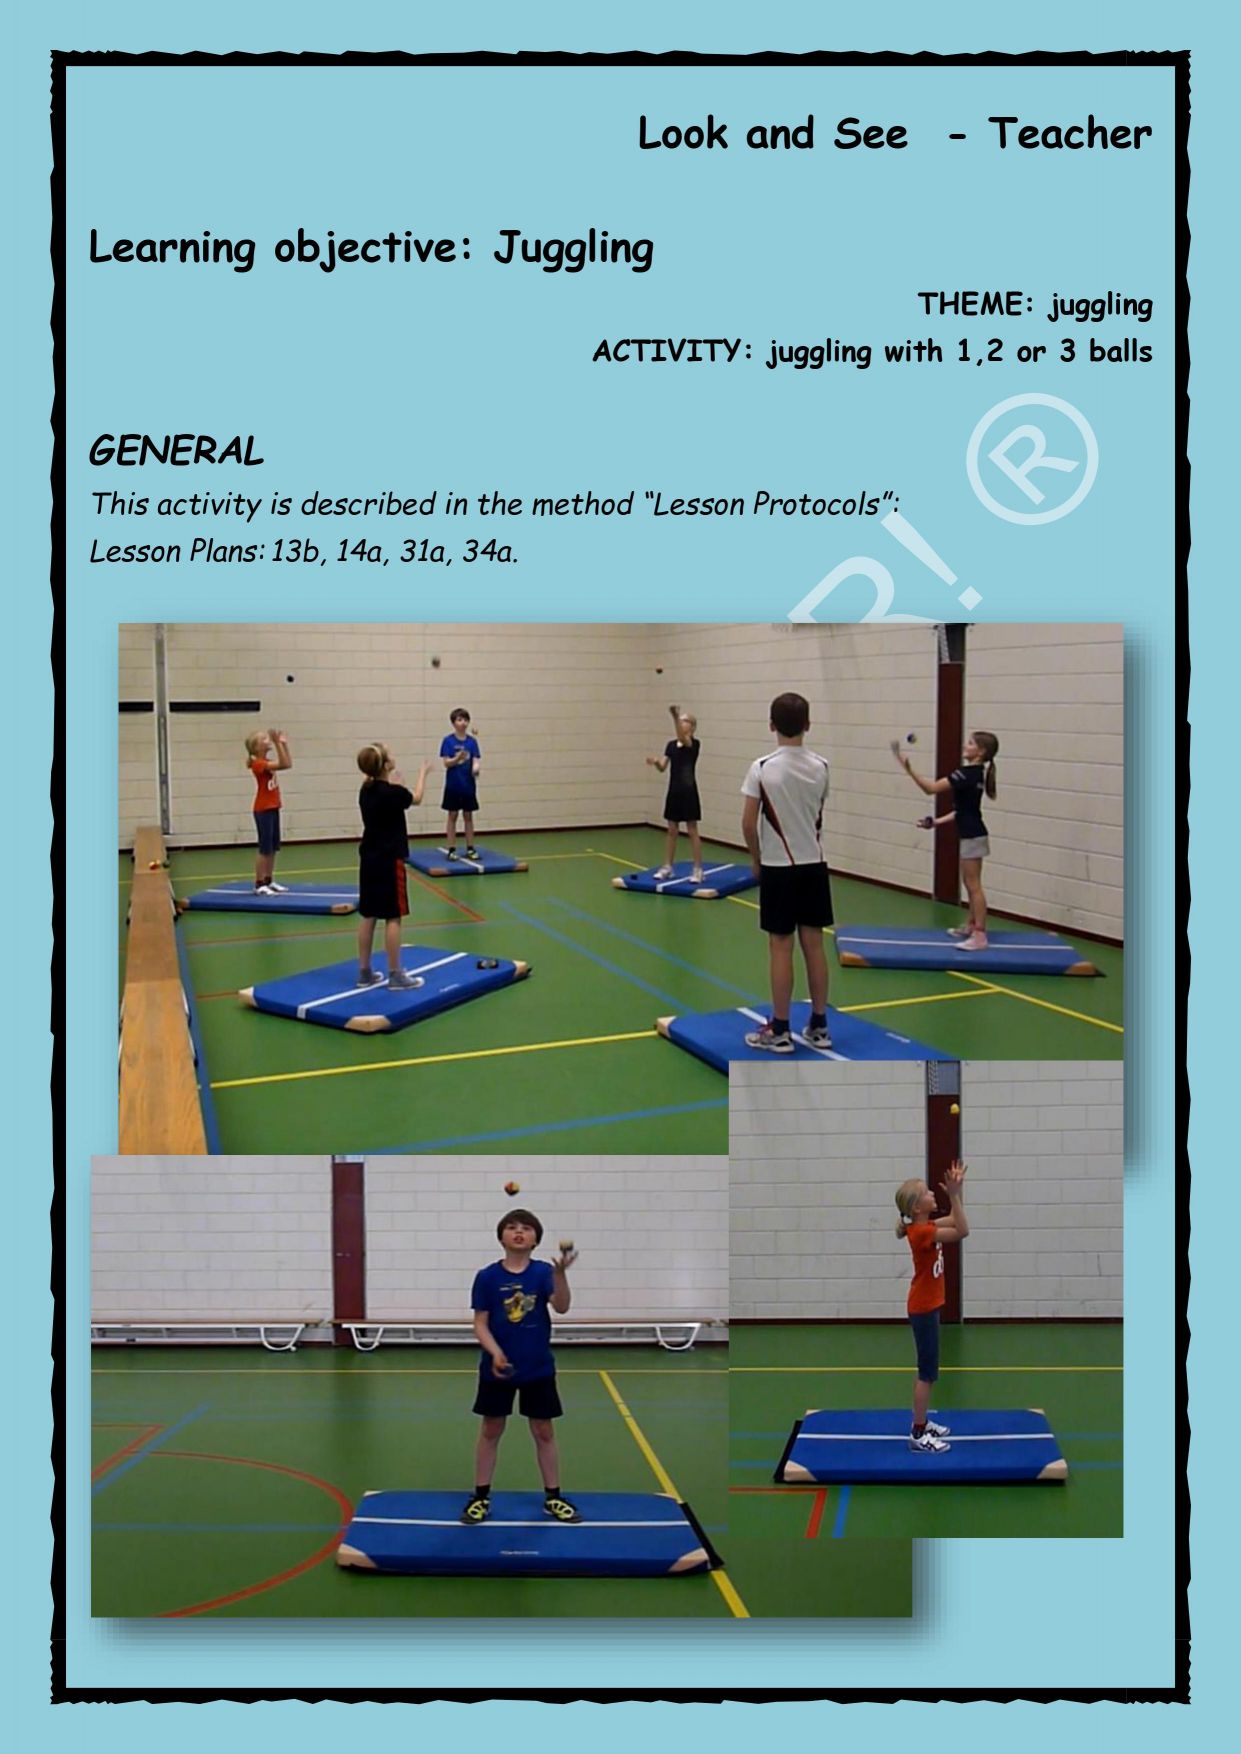 Look and See - Teacher
Learning objective: Juggling
THEME: juggling
ACTIVITY: juggling with 1,2 or 3 balls
GENERAL
This activity is described in the method “Lesson Protocols”:
Lesson Plans: 13b, 14a, 31a, 34a.
R! ®